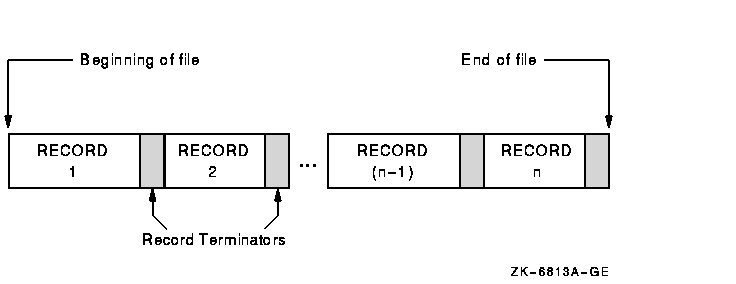 Beginning of file
End of file
RECORD
1
RECORD
2
...
RECORD
(n-1)
RECORD
n
Record Terminators
ZK-6813A-GE